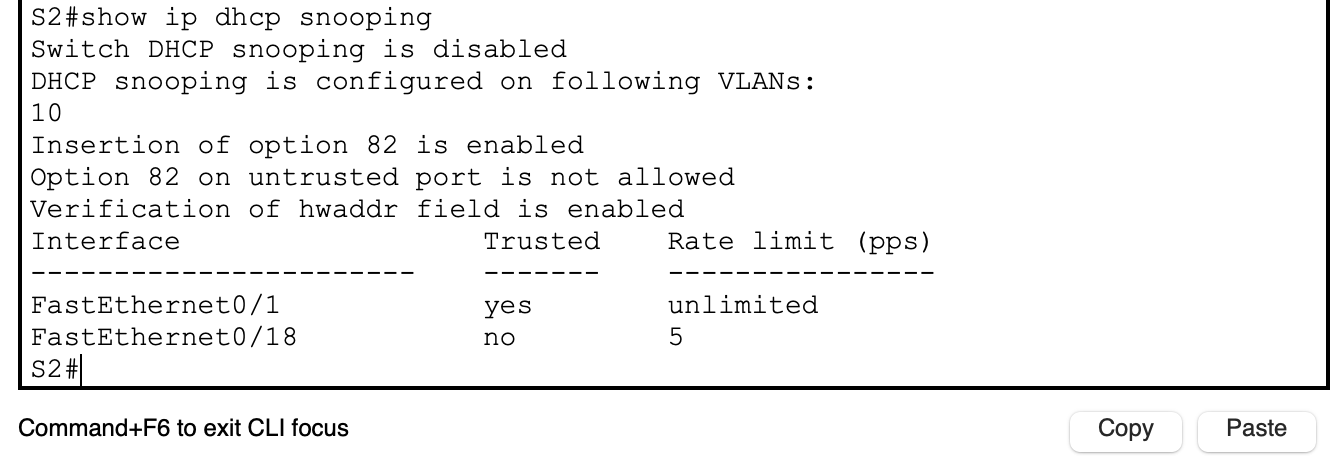 S2#show ip dhcp snooping
Switch DHCP snooping is disabled
DHCP snooping is configured on following VLANs:
10
Insertion of option 82 is enabled
Option 82 on untrusted port is not allowed
Verification of hwaddr field is enabled
Interface                  Trusted    Rate limit (pps)
-----------------------    -------    ----------------
FastEthernet0/1            yes        unlimited
FastEthernet0/18           no         5
S2#
Command+F6 to exit CLI focus
Copy Paste